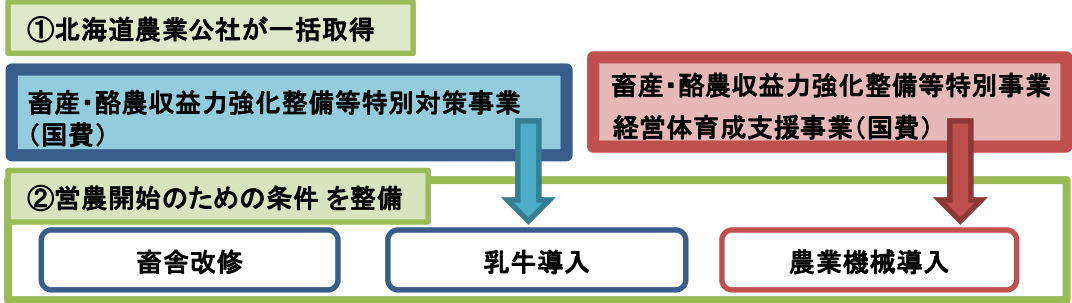 ①北海道農業公社が一括取得
畜産・酪農収益力強化整備等特別対策事業
（国費）
畜産・酪農収益力強化整備等特別事業
経営体育成支援事業（国費）
②営農開始のための条件 を整備
畜舎改修
乳牛導入
農業機械導入